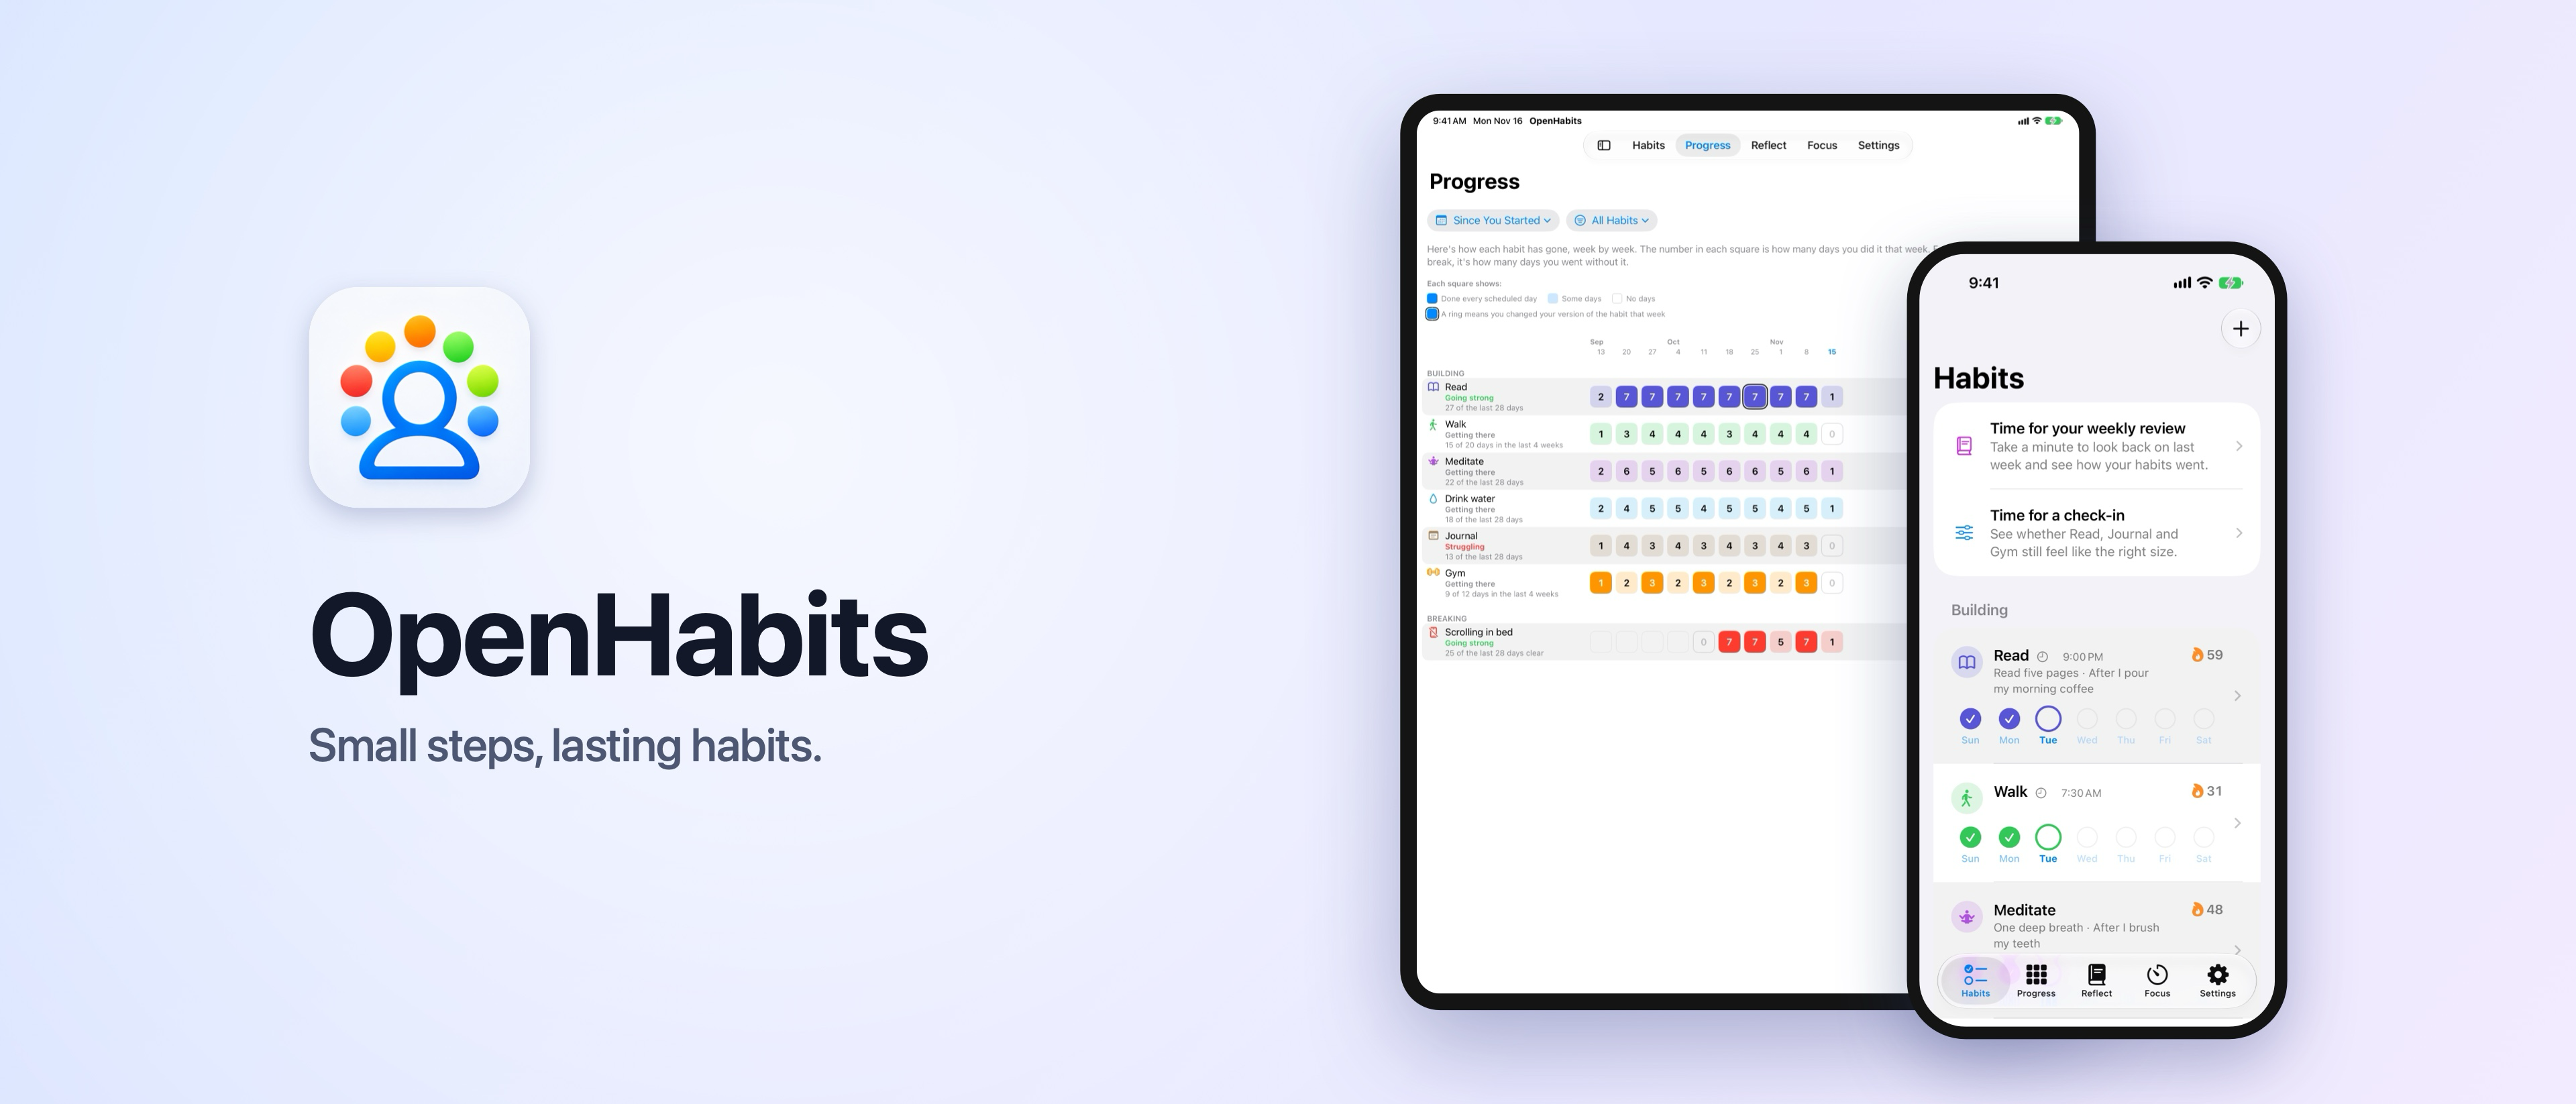 OpenHabits
Small steps, lasting habits.
9:41 AM Mon Nov 16 OpenHabits
Habits Progress Reflect Focus Settings
Progress
Since You Started All Habits
Here's how each habit has gone, week by week. The number in each square is how many days you did it that week.
break, it's how many days you went without it.
Each square shows:
Done every scheduled day Some days No days
A ring means you changed your version of the habit that week
Sep Oct Nov
13 20 27 4 11 18 25 1 8 15
BUILDING
Read
Going strong
27 of the last 28 days
2 7 7 7 7 7 7 7 7 1
Walk
Getting there
15 of 20 days in the last 4 weeks
1 3 4 4 4 3 4 4 4 0
Meditate
Getting there
22 of the last 28 days
2 6 5 6 5 6 6 5 6 1
Drink water
Getting there
18 of the last 28 days
2 4 5 5 4 5 5 4 5 1
Journal
Struggling
13 of the last 28 days
1 4 3 4 3 4 3 4 3 0
Gym
Getting there
9 of 12 days in the last 4 weeks
1 2 3 2 3 2 3 2 3 0
BREAKING
Scrolling in bed
Going strong
25 of the last 28 days clear
0 7 7 5 7 1
9:41
Habits
Time for your weekly review
Take a minute to look back on last
week and see how your habits went.
Time for a check-in
See whether Read, Journal and
Gym still feel like the right size.
Building
Read 9:00 PM 59
Read five pages · After I pour
my morning coffee
Sun Mon Tue Wed Thu Fri Sat
Walk 7:30 AM 31
Sun Mon Tue Wed Thu Fri Sat
Meditate 48
One deep breath · After I brush
my teeth
Habits Progress Reflect Focus Settings